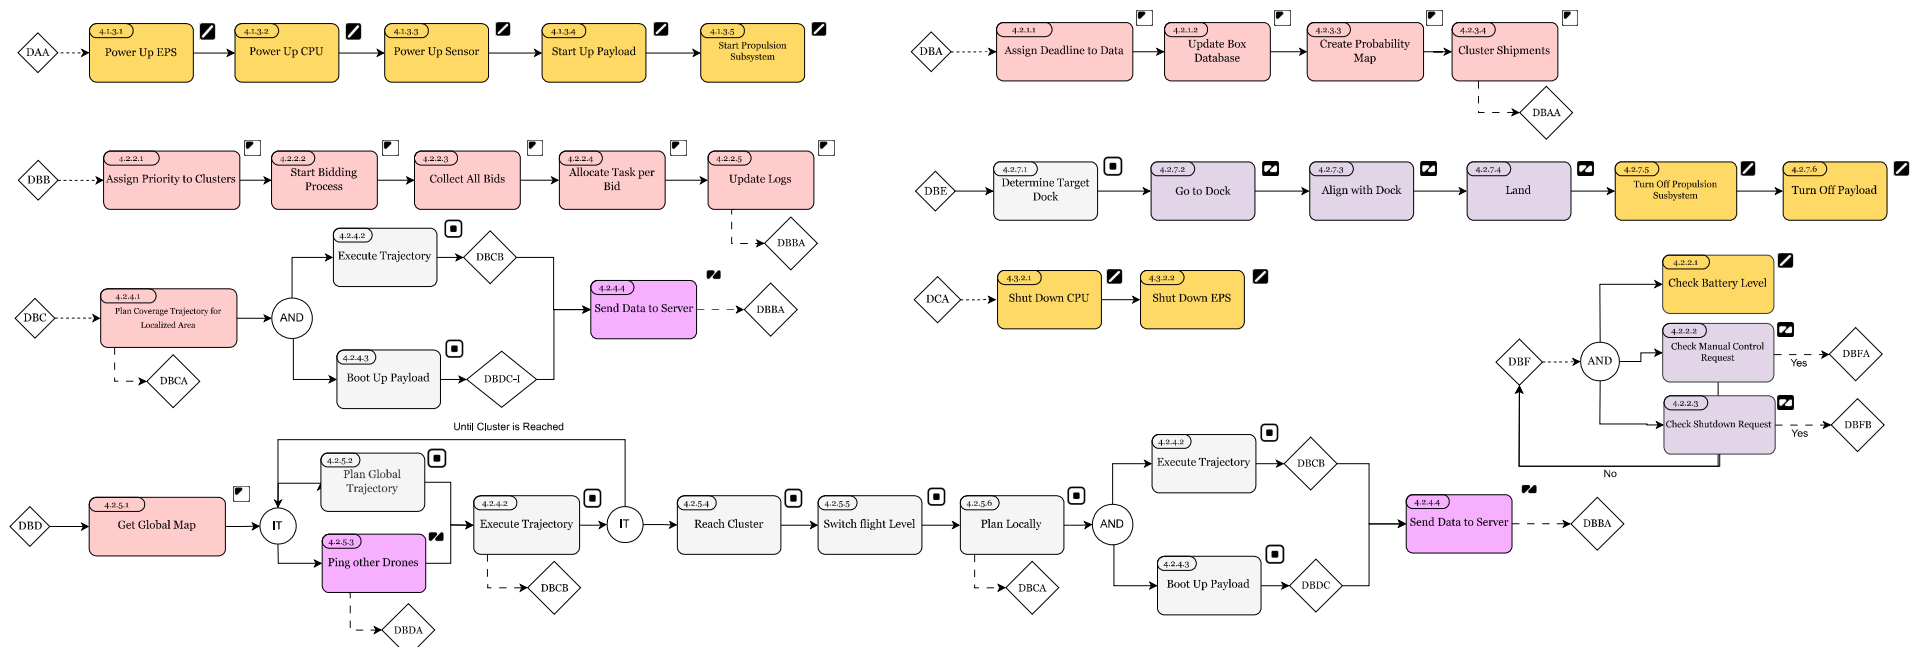 DAA
4.1.3.1
Power Up EPS
4.1.3.2
Power Up CPU
4.1.3.3
Power Up Sensor
4.1.3.4
Start Up Payload
4.1.3.5
Start Propulsion
Subsystem
DBA
4.2.1.1
Assign Deadline to Data
4.2.1.2
Update Box
Database
4.2.3.3
Create Probability
Map
4.2.3.4
Cluster Shipments
DBAA
DBB
4.2.2.1
Assign Priority to Clusters
4.2.2.2
Start Bidding
Process
4.2.2.3
Collect All Bids
4.2.2.4
Allocate Task per
Bid
4.2.2.5
Update Logs
DBBA
DBE
4.2.7.1
Determine Target
Dock
4.2.7.2
Go to Dock
4.2.7.3
Align with Dock
4.2.7.4
Land
4.2.7.5
Turn Off Propulsion
Susbystem
4.2.7.6
Turn Off Payload
DBC
4.2.4.1
Plan Coverage Trajectory for
Localized Area
DBCA
AND
4.2.4.2
Execute Trajectory
DBCB
4.2.4.3
Boot Up Payload
DBDC-I
4.2.4.4
Send Data to Server
DBBA
DCA
4.3.2.1
Shut Down CPU
4.3.2.2
Shut Down EPS
DBF
AND
4.2.2.1
Check Battery Level
4.2.2.2
Check Manual Control
Request
Yes
DBFA
4.2.2.3
Check Shutdown Request
Yes
DBFB
No
Until Cluster is Reached
DBD
4.2.5.1
Get Global Map
IT
4.2.5.2
Plan Global
Trajectory
4.2.5.3
Ping other Drones
DBDA
4.2.4.2
Execute Trajectory
DBCB
IT
4.2.5.4
Reach Cluster
4.2.5.5
Switch flight Level
4.2.5.6
Plan Locally
DBCA
AND
4.2.4.2
Execute Trajectory
DBCB
4.2.4.3
Boot Up Payload
DBDC
4.2.4.4
Send Data to Server
DBBA